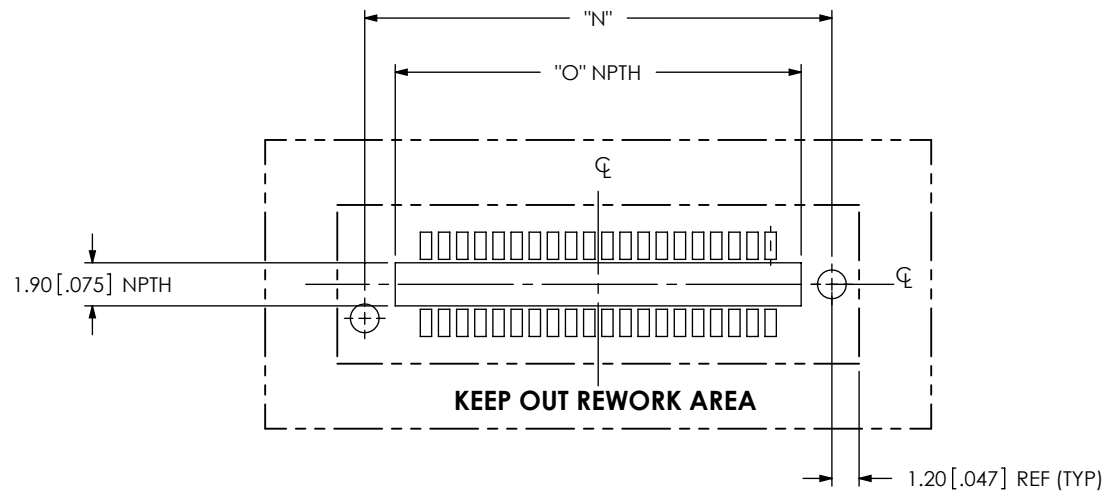 "N"
"O" NPTH
℄
1.90 [.075] NPTH
℄
KEEP OUT REWORK AREA
1.20 [.047] REF (TYP)